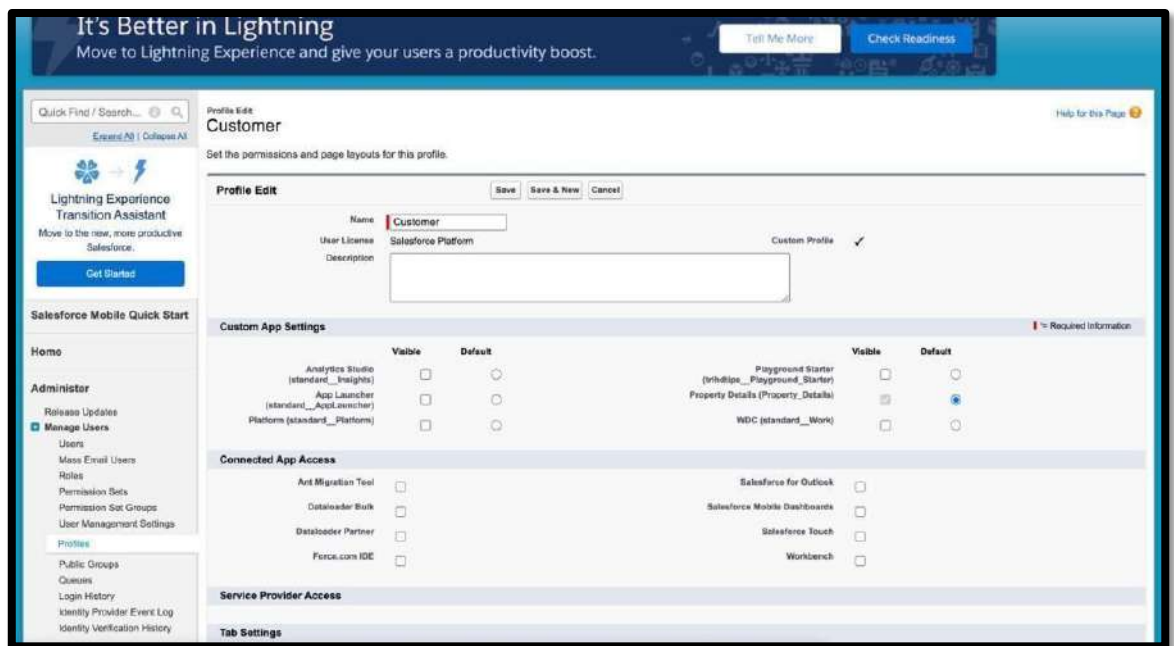 It's Better in Lightning
Move to Lightning Experience and give your users a productivity boost.
Tell Me More
Check Readiness
Quick Find / Search...
Expand All | Collapse All
Lightning Experience
Transition Assistant
Move to the new, more productive
Salesforce.
Get Started
Salesforce Mobile Quick Start
Home
Administer
Release Updates
Manage Users
Users
Mass Email Users
Roles
Permission Sets
Permission Set Groups
User Management Settings
Profiles
Public Groups
Queues
Login History
Identity Provider Event Log
Identity Verification History
Profile Edit
Customer
Help for this Page
Set the permissions and page layouts for this profile.
Profile Edit
Save
Save & New
Cancel
Name
Customer
User License
Salesforce Platform
Custom Profile
Description
Custom App Settings
= Required Information
Visible Default
Visible Default
Analytics Studio
(standard__Insights)
Playground Starter
(trlhdtips__Playground_Starter)
App Launcher
(standard__AppLauncher)
Property Details (Property_Details)
Platform (standard__Platform)
WDC (standard__Work)
Connected App Access
Ant Migration Tool
Salesforce for Outlook
Dataloader Bulk
Salesforce Mobile Dashboards
Dataloader Partner
Salesforce Touch
Force.com IDE
Workbench
Service Provider Access
Tab Settings